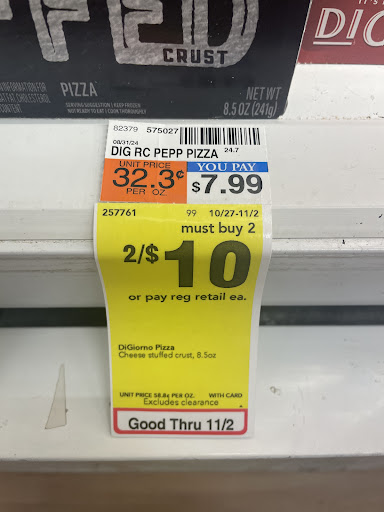 CRUST
PIZZA
NET WT
8.5 OZ (241g)
82379 575027
08/31/24
DIG RC PEPP PIZZA 24.7
UNIT PRICE
32.3¢
PER OZ.
YOU PAY
$7.99
257761 99 10/27-11/2
must buy 2
2/$10
or pay reg retail ea.
DiGiorno Pizza
Cheese stuffed crust, 8.5oz
UNIT PRICE 58.8¢ PER OZ. WITH CARD
Excludes clearance
Good Thru 11/2